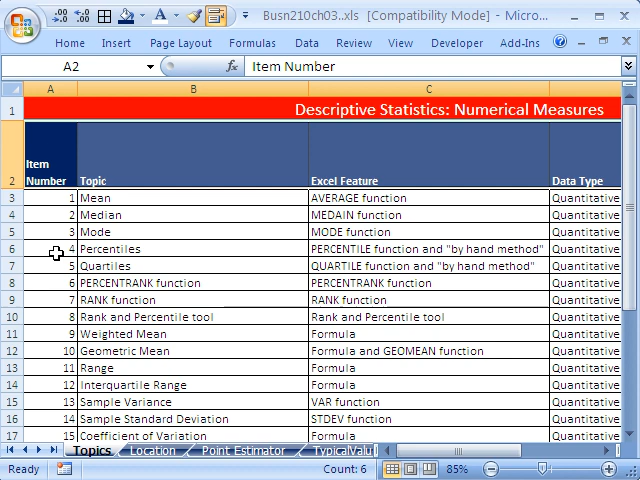 Busn210ch03..xls [Compatibility Mode] - Micro...
Home Insert Page Layout Formulas Data Review View Developer Add-Ins
A2 fx Item Number
A B C
1 Descriptive Statistics: Numerical Measures
Item
2 Number Topic Excel Feature Data Type
3 1 Mean AVERAGE function Quantitative
4 2 Median MEDAIN function Quantitative
5 3 Mode MODE function Quantitative
6 4 Percentiles PERCENTILE function and "by hand method" Quantitative
7 5 Quartiles QUARTILE function and "by hand method" Quantitative
8 6 PERCENTRANK function PERCENTRANK function Quantitative
9 7 RANK function RANK function Quantitative
10 8 Rank and Percentile tool Rank and Percentile tool Quantitative
11 9 Weighted Mean Formula Quantitative
12 10 Geometric Mean Formula and GEOMEAN function Quantitative
13 11 Range Formula Quantitative
14 12 Interquartile Range Formula Quantitative
15 13 Sample Variance VAR function Quantitative
16 14 Sample Standard Deviation STDEV function Quantitative
17 15 Coefficient of Variation Formula Quantitative
Topics Location Point Estimator TypicalValu
Ready Count: 6 85%